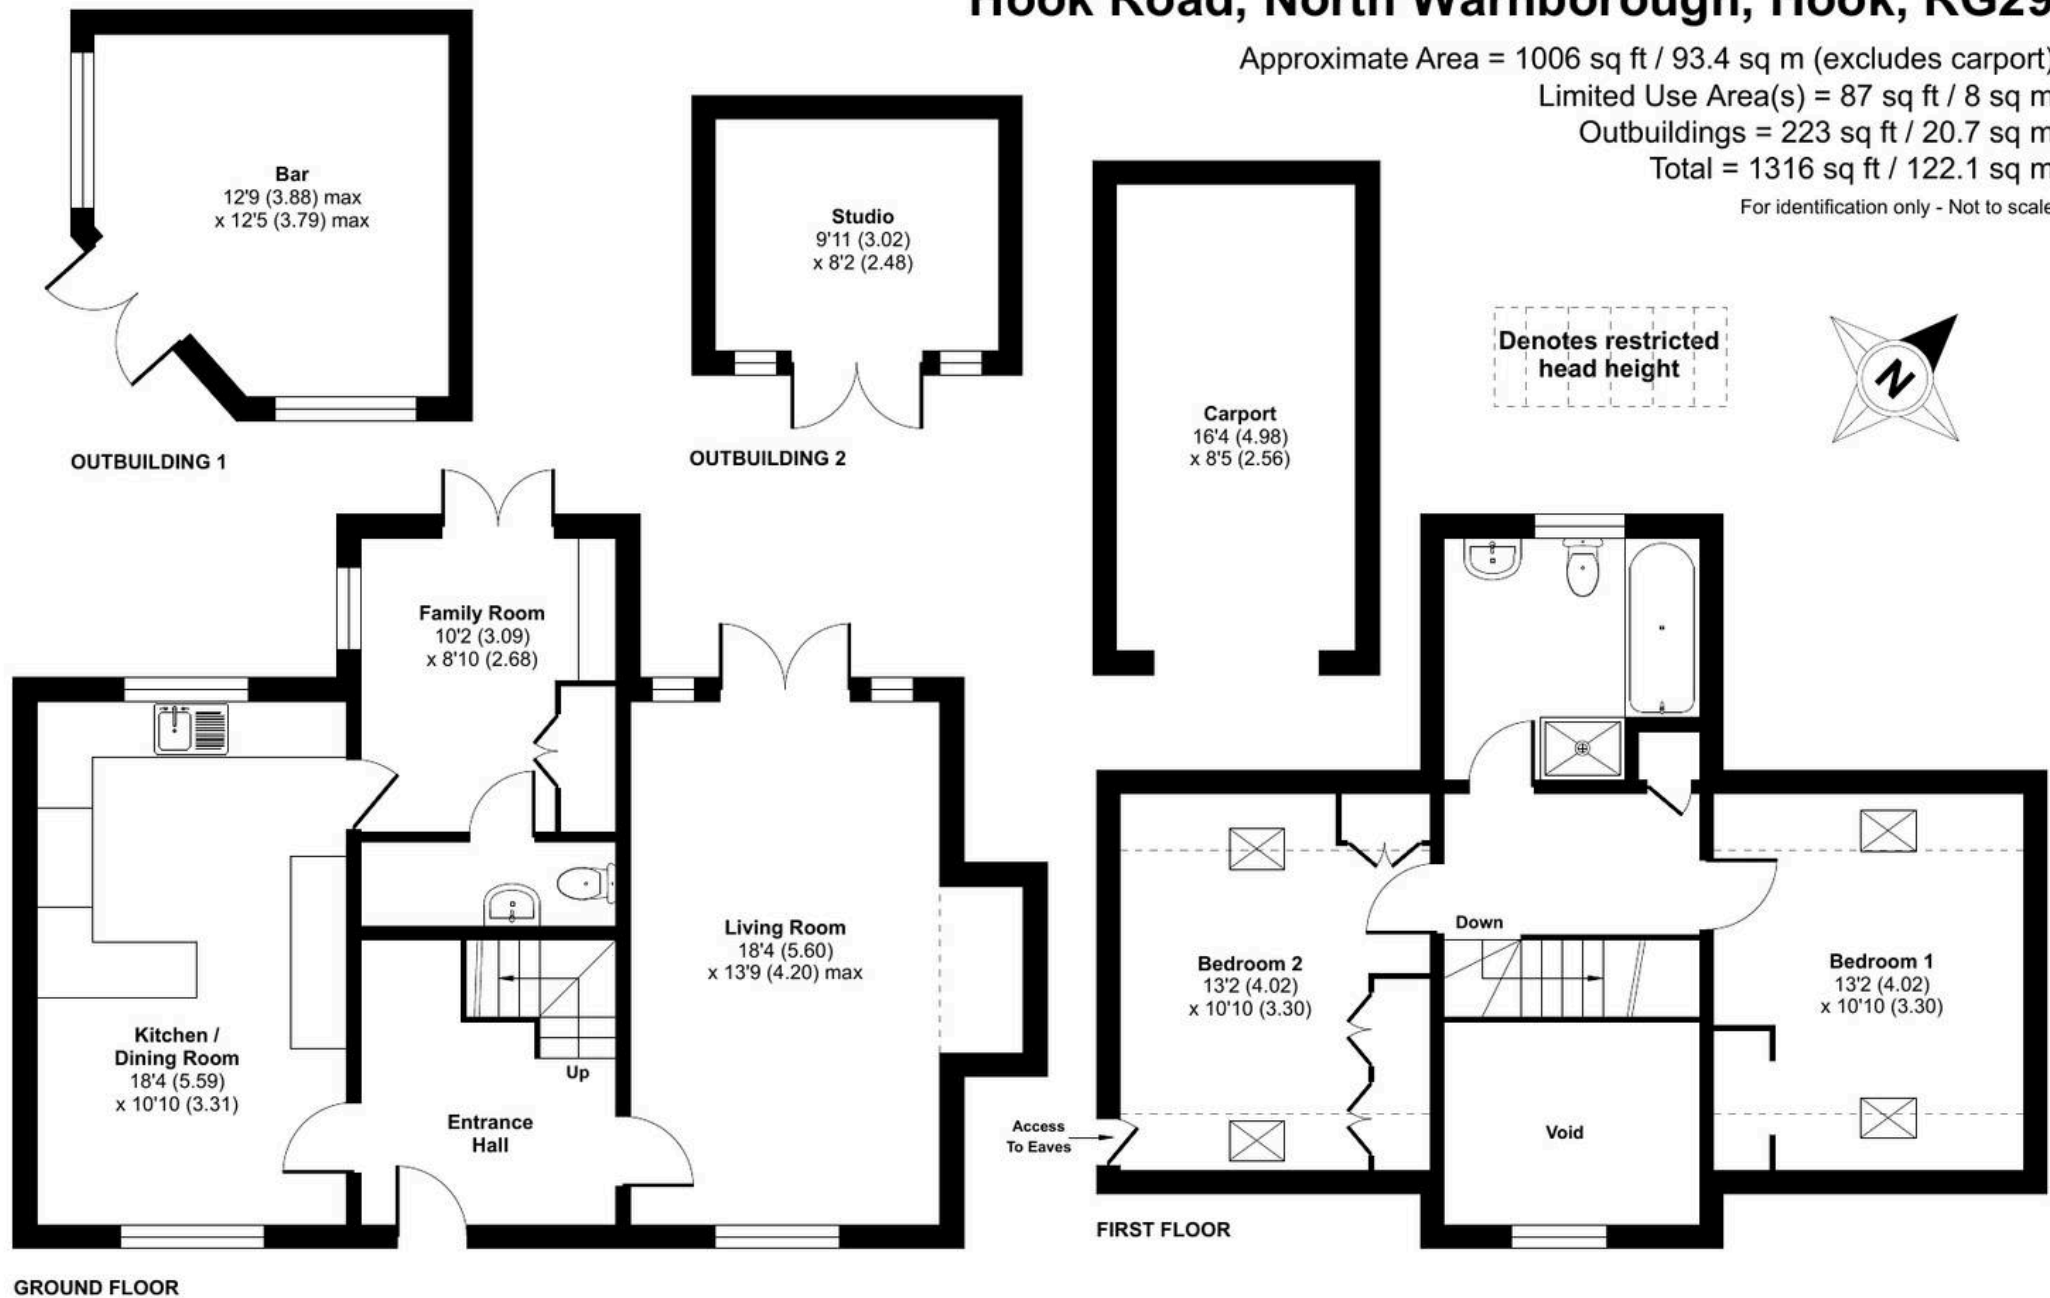 Hook Road, North Warnborough, Hook, RG29
Approximate Area = 1006 sq ft / 93.4 sq m (excludes carport)
Limited Use Area(s) = 87 sq ft / 8 sq m
Outbuildings = 223 sq ft / 20.7 sq m
Total = 1316 sq ft / 122.1 sq m
For identification only - Not to scale
Bar
12'9 (3.88) max
x 12'5 (3.79) max
OUTBUILDING 1
Studio
9'11 (3.02)
x 8'2 (2.48)
OUTBUILDING 2
Carport
16'4 (4.98)
x 8'5 (2.56)
Denotes restricted
head height
N
Family Room
10'2 (3.09)
x 8'10 (2.68)
Kitchen /
Dining Room
18'4 (5.59)
x 10'10 (3.31)
Living Room
18'4 (5.60)
x 13'9 (4.20) max
Up
Entrance
Hall
GROUND FLOOR
Down
Bedroom 2
13'2 (4.02)
x 10'10 (3.30)
Bedroom 1
13'2 (4.02)
x 10'10 (3.30)
Access
To Eaves
Void
FIRST FLOOR